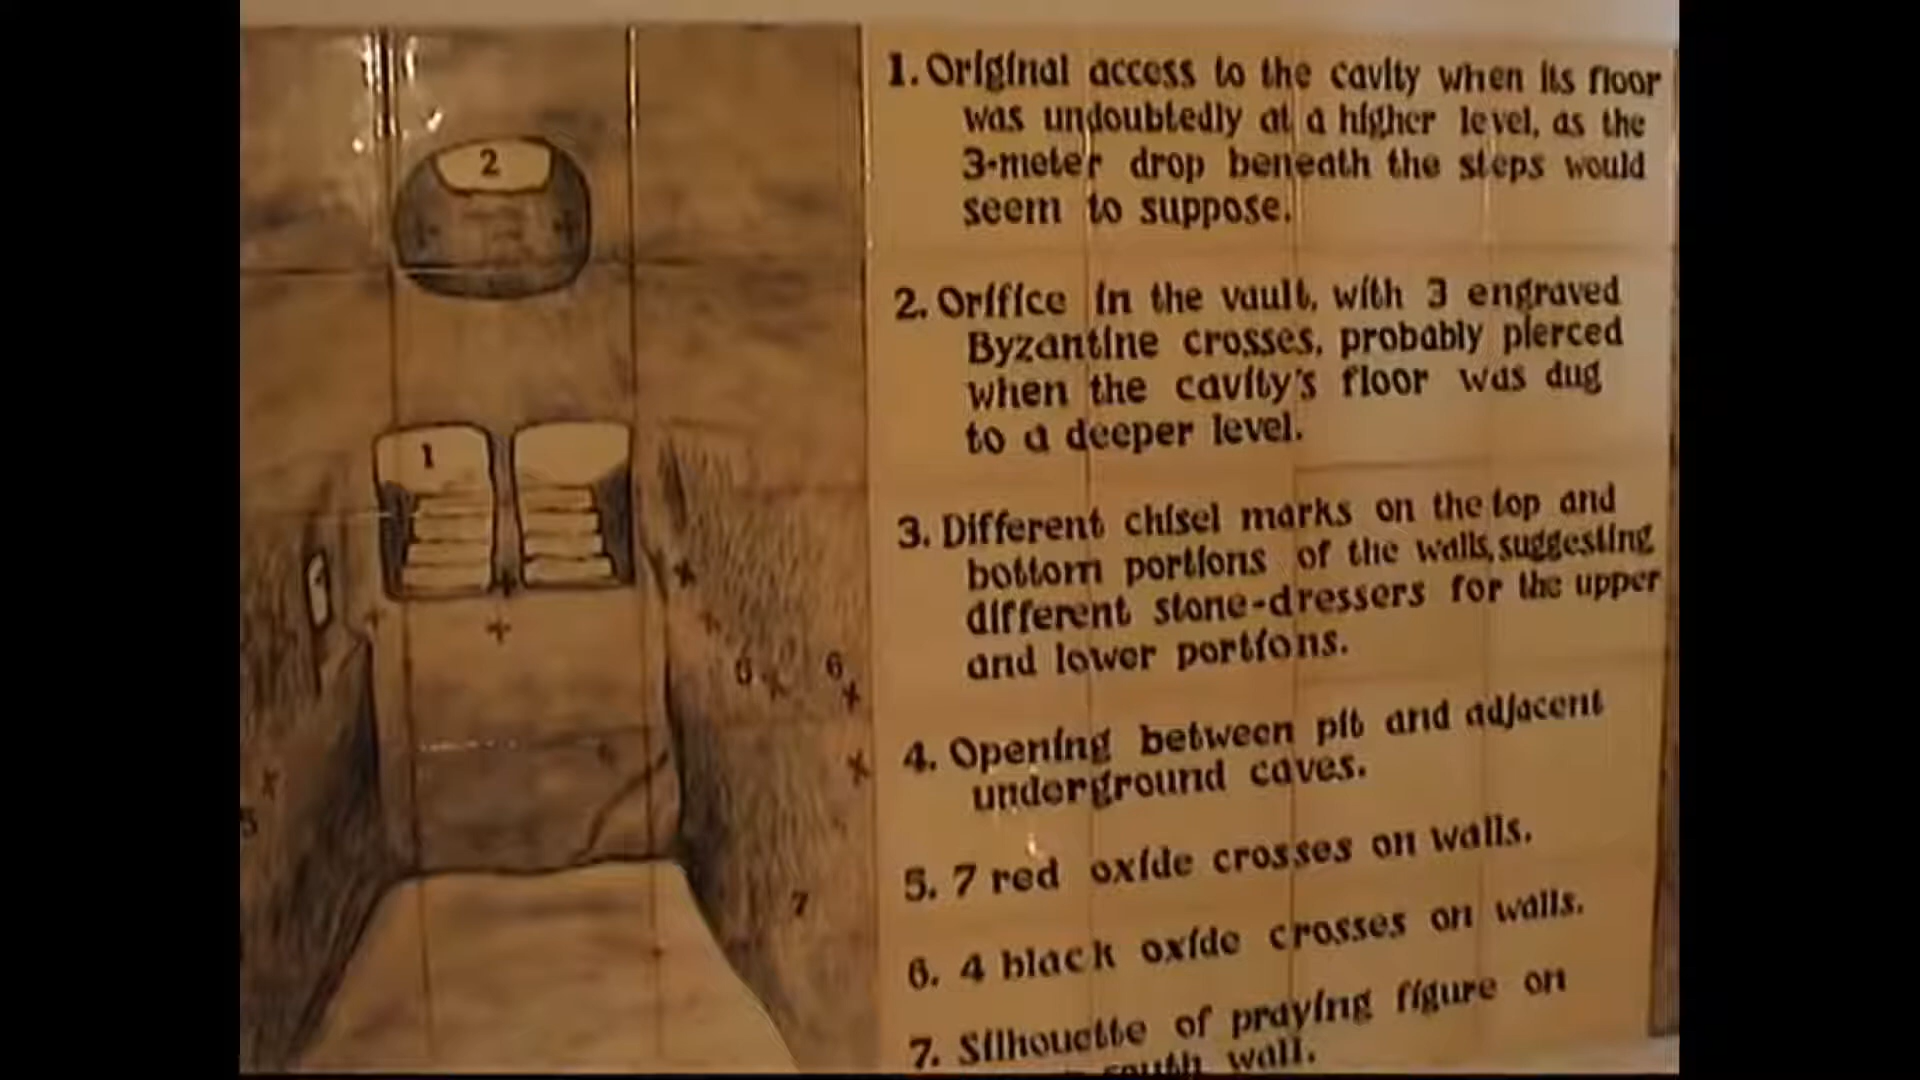 1. Original access to the cavity when its floor
was undoubtedly at a higher level, as the
3-meter drop beneath the steps would
seem to suppose.
2. Orifice in the vault, with 3 engraved
Byzantine crosses, probably pierced
when the cavity's floor was dug
to a deeper level.
3. Different chisel marks on the top and
bottom portions of the walls, suggesting
different stone-dressers for the upper
and lower portions.
4. Opening between pit and adjacent
underground caves.
5. 7 red oxide crosses on walls.
6. 4 black oxide crosses on walls.
7. Silhouette of praying figure on
south wall.
2
1
4
6
6
5
7